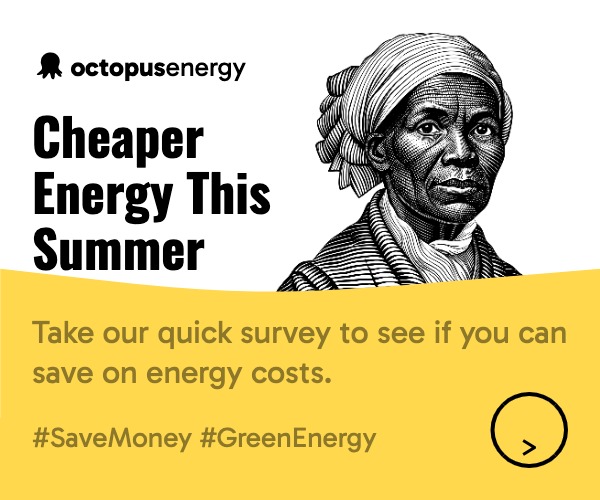 octopusenergy
Cheaper
Energy This
Summer
Take our quick survey to see if you can
save on energy costs.
#SaveMoney #GreenEnergy
>